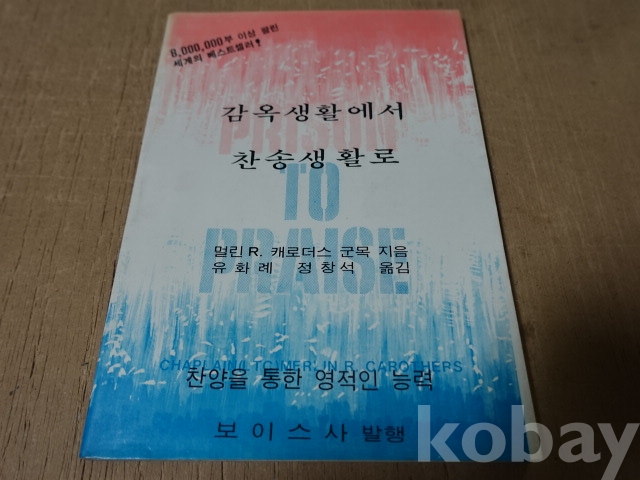 8,000,000부 이상 팔린
세계의 베스트셀러!
감옥생활에서
PRISON
찬송생활로
TO
PRAISE
멀린 R. 캐로더스 군목 지음
유화례 정창석 옮김
CHAPLAIN (LTC) MERLIN R. CAROTHERS
찬양을 통한 영적인 능력
보이스사 발행
kobay